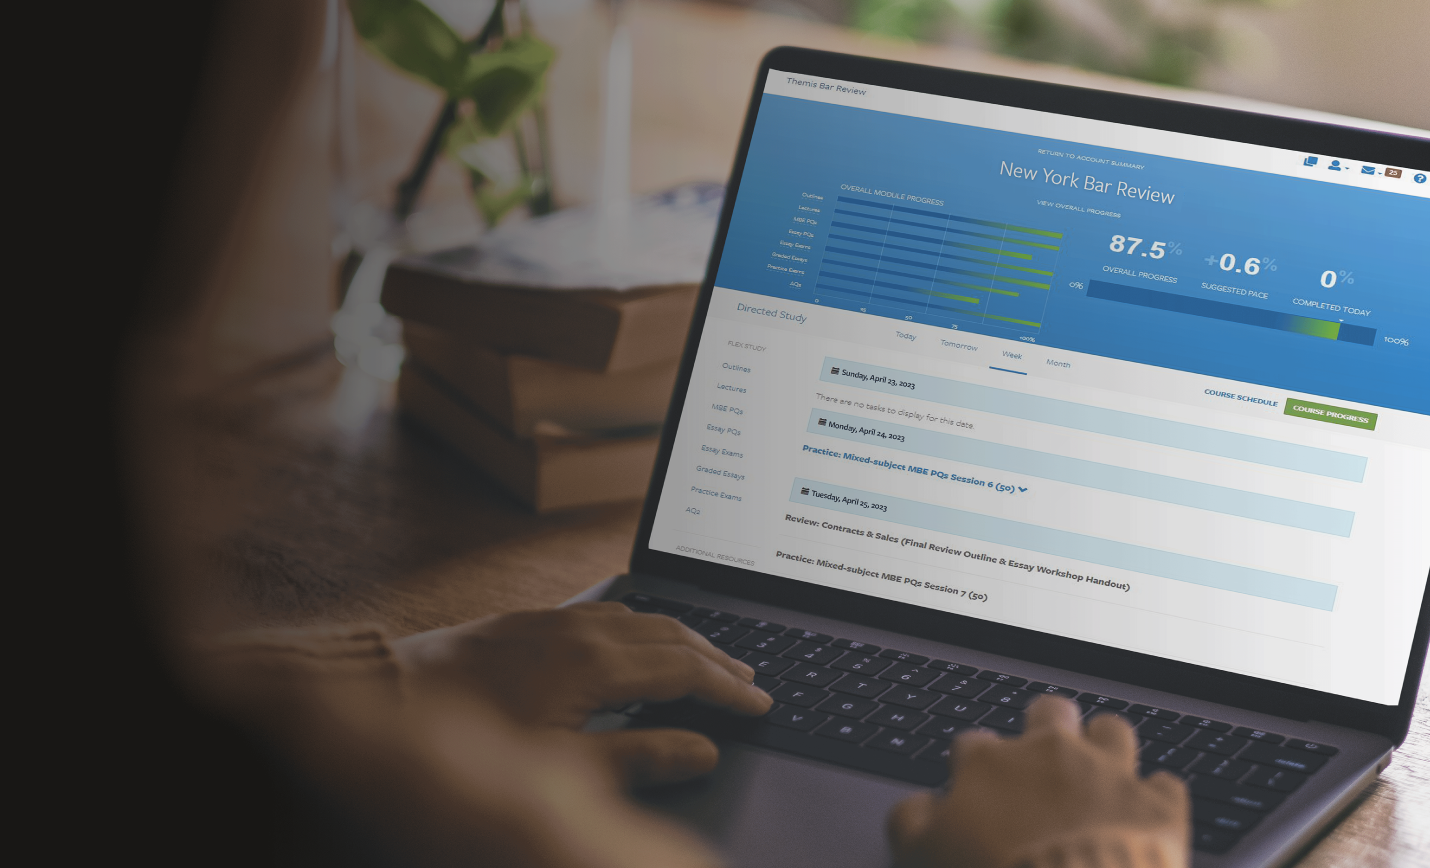 Themis Bar Review
25
RETURN TO ACCOUNT SUMMARY
New York Bar Review
VIEW OVERALL PROGRESS
OVERALL MODULE PROGRESS
Outlines
Lectures
MBE PQs
Essay PQs
Essay Exams
Graded Essays
Practice Exams
AQs
0
50
75
100%
87.5%
OVERALL PROGRESS
+0.6%
SUGGESTED PACE
0%
COMPLETED TODAY
0%
100%
Directed Study
Today
Tomorrow
Week
Month
COURSE SCHEDULE
COURSE PROGRESS
FLEX STUDY
Outlines
Lectures
MBE PQs
Essay PQs
Essay Exams
Graded Essays
Practice Exams
AQs
ADDITIONAL RESOURCES
Sunday, April 23, 2023
There are no tasks to display for this date.
Monday, April 24, 2023
Practice: Mixed-subject MBE PQs Session 6 (50)
Tuesday, April 25, 2023
Review: Contracts & Sales (Final Review Outline & Essay Workshop Handout)
Practice: Mixed-subject MBE PQs Session 7 (50)
E R T Y U I
F G H J
V B N